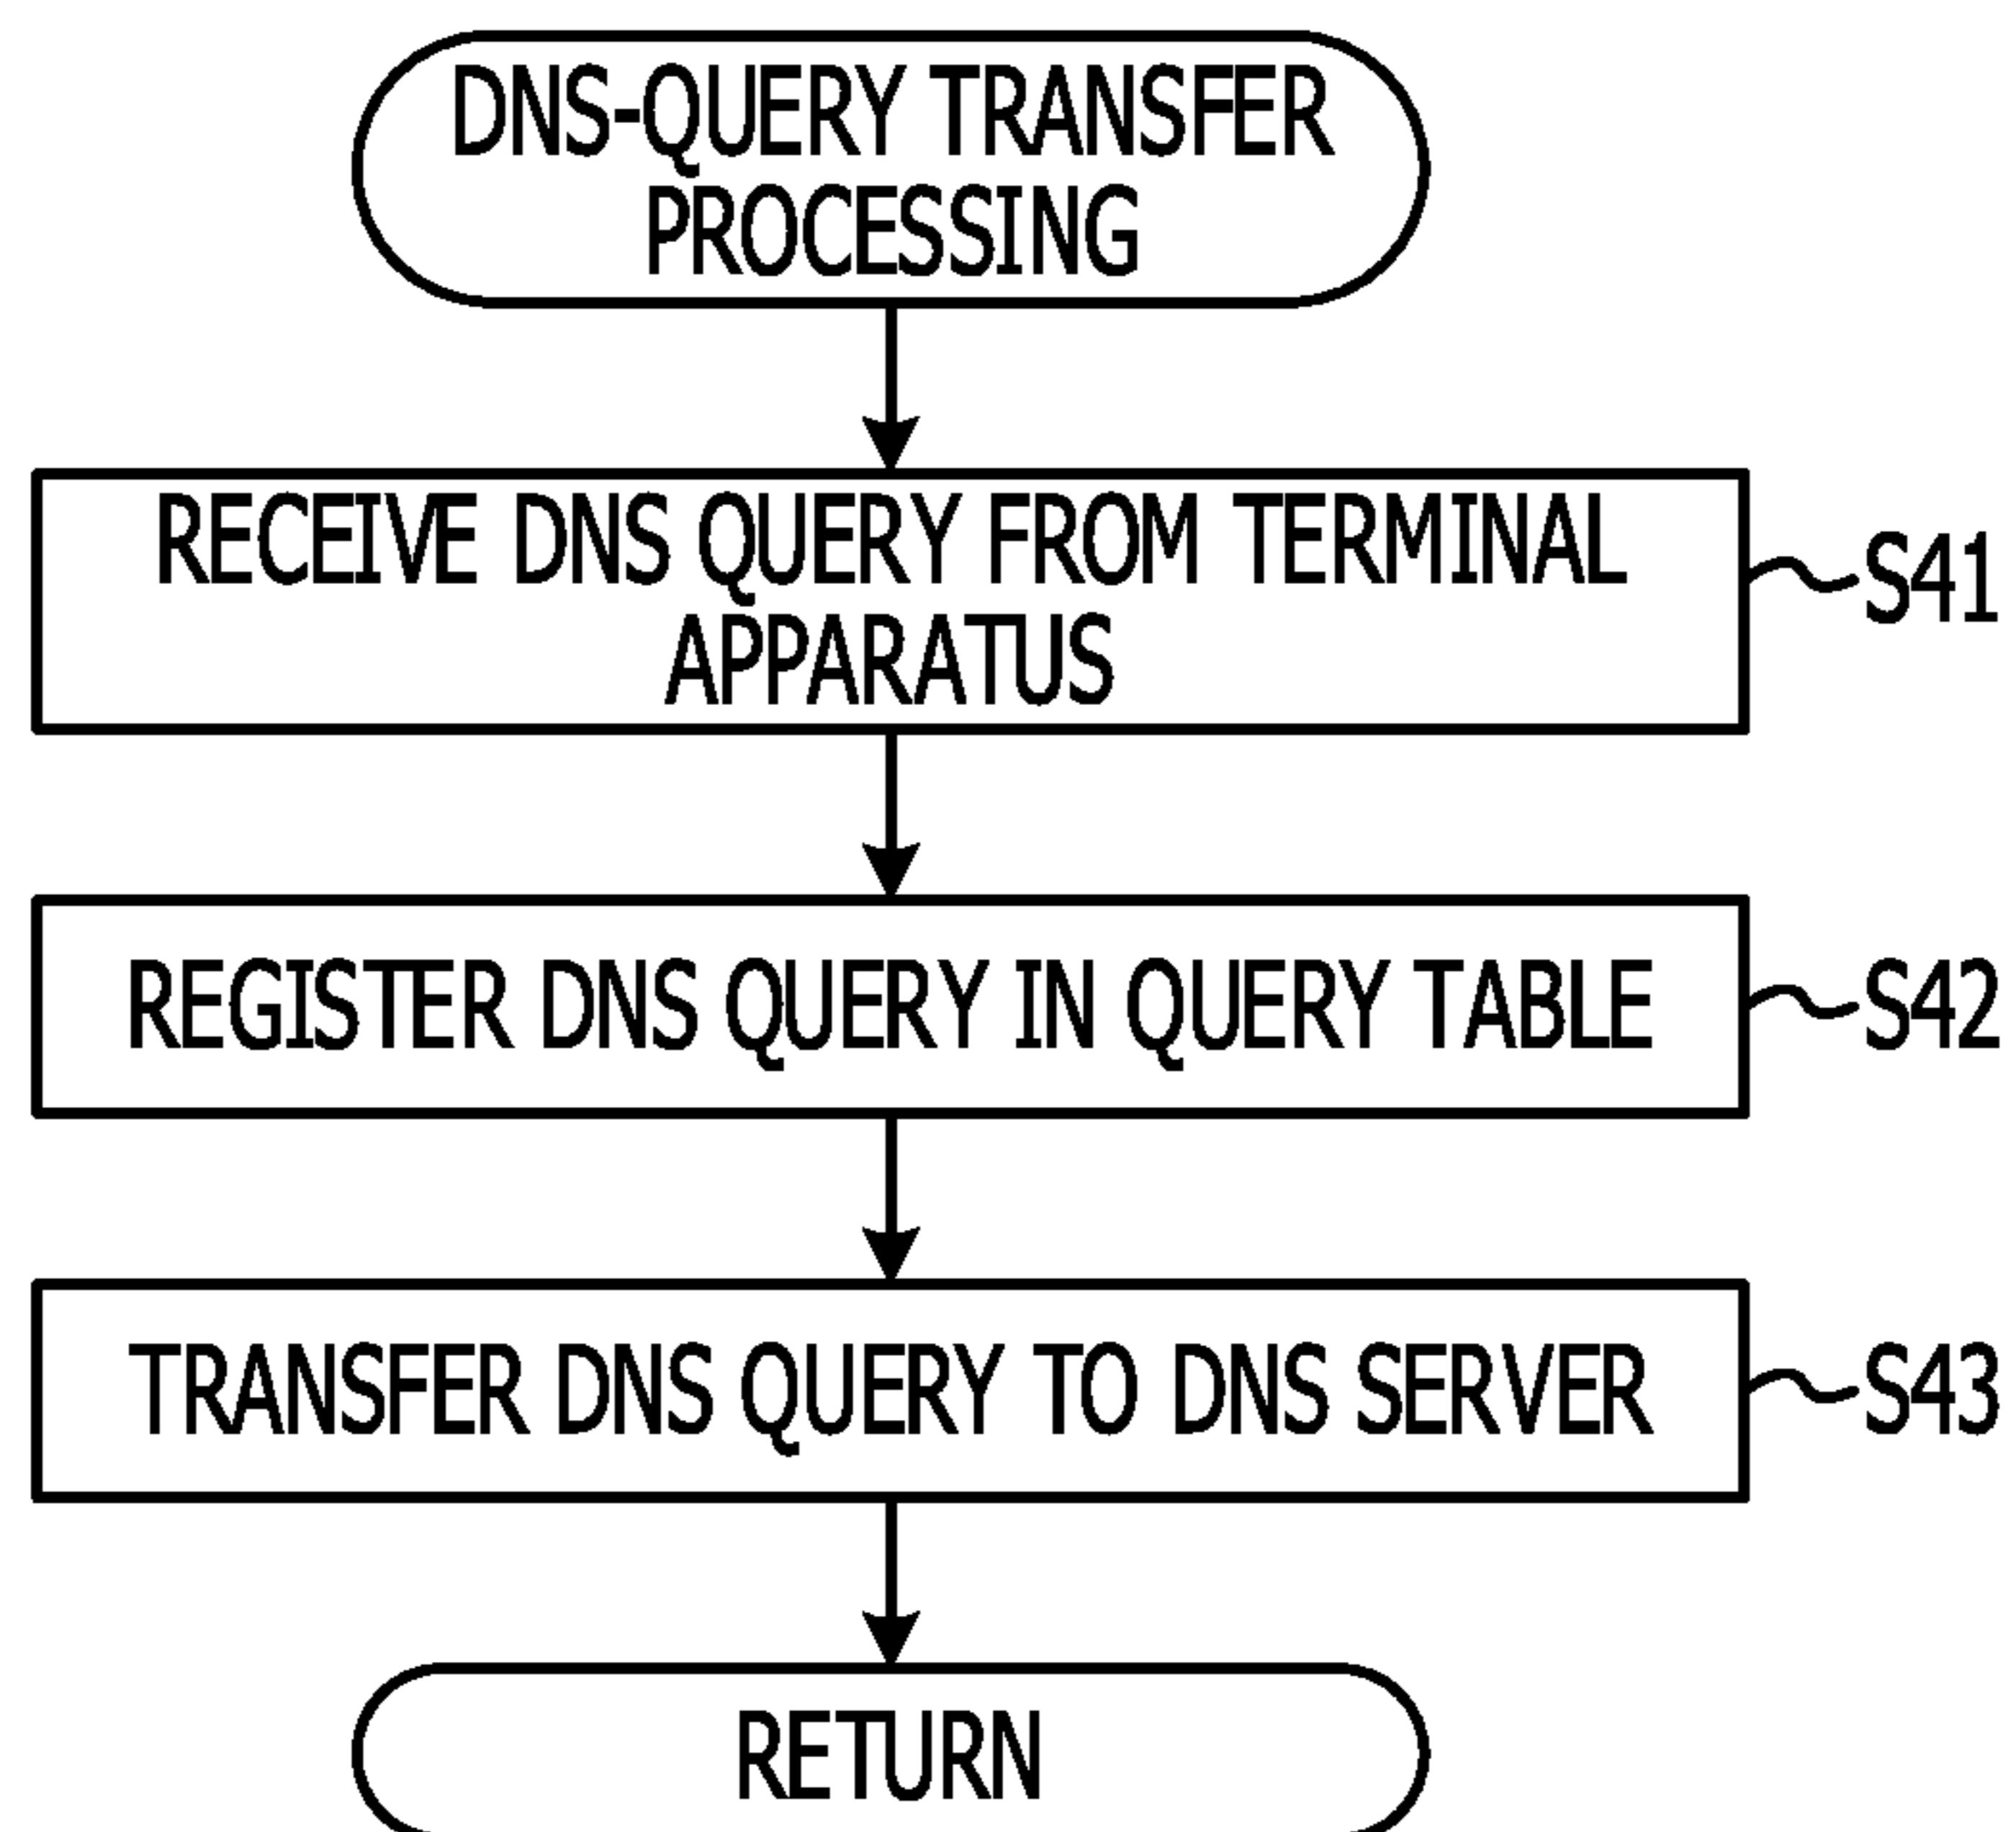 DNS-QUERY TRANSFER
PROCESSING
RECEIVE DNS QUERY FROM TERMINAL
APPARATUS
S41
REGISTER DNS QUERY IN QUERY TABLE
S42
TRANSFER DNS QUERY TO DNS SERVER
S43
RETURN